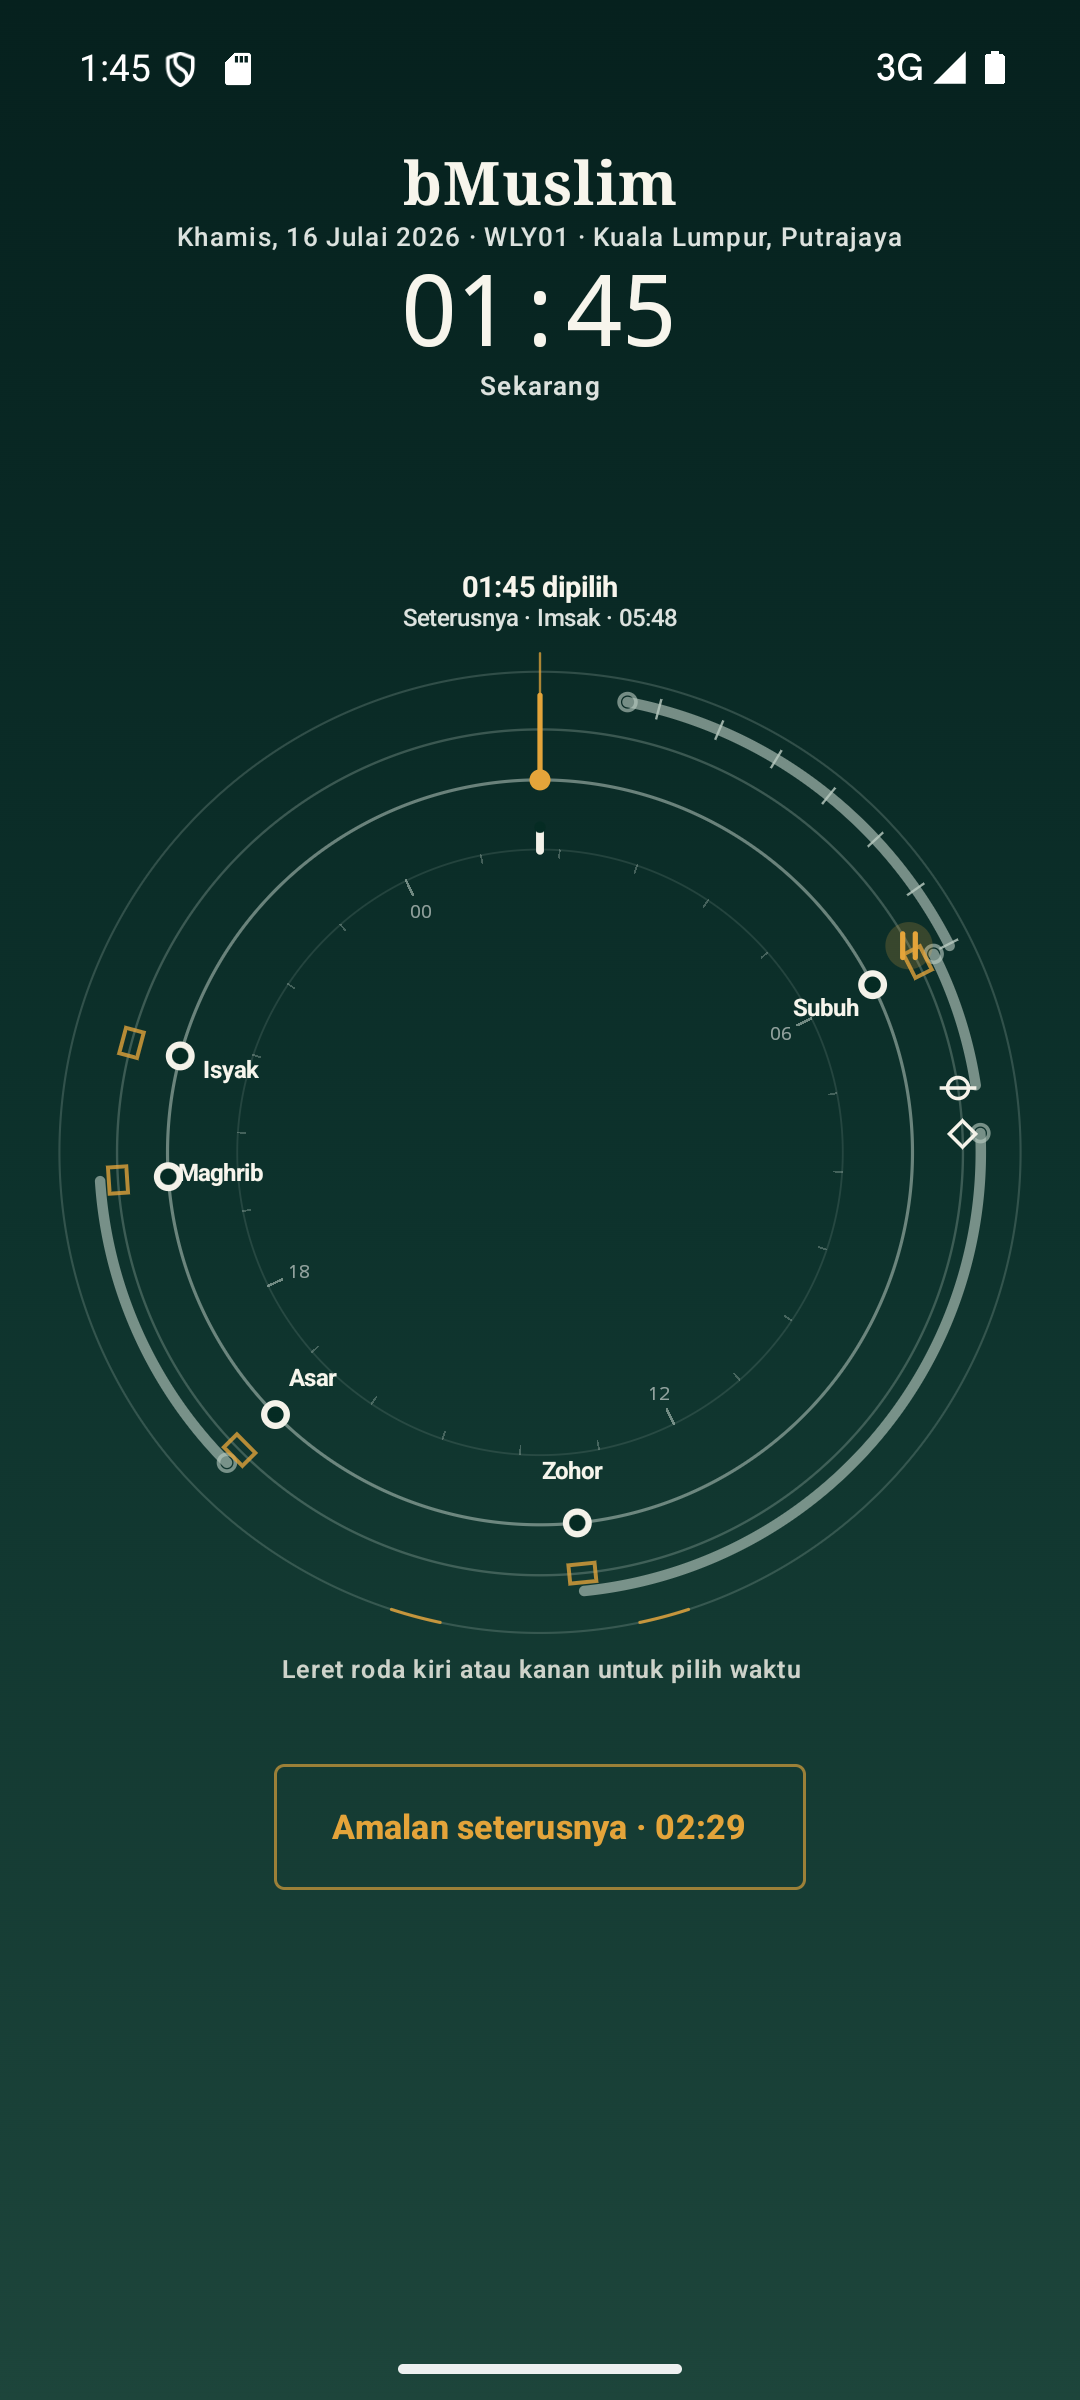 1:45
3G
bMuslim
Khamis, 16 Julai 2026 · WLY01 · Kuala Lumpur, Putrajaya
01:45
Sekarang
01:45 dipilih
Seterusnya · Imsak · 05:48
00
Subuh
06
Isyak
Maghrib
18
Asar
12
Zohor
Leret roda kiri atau kanan untuk pilih waktu
Amalan seterusnya · 02:29